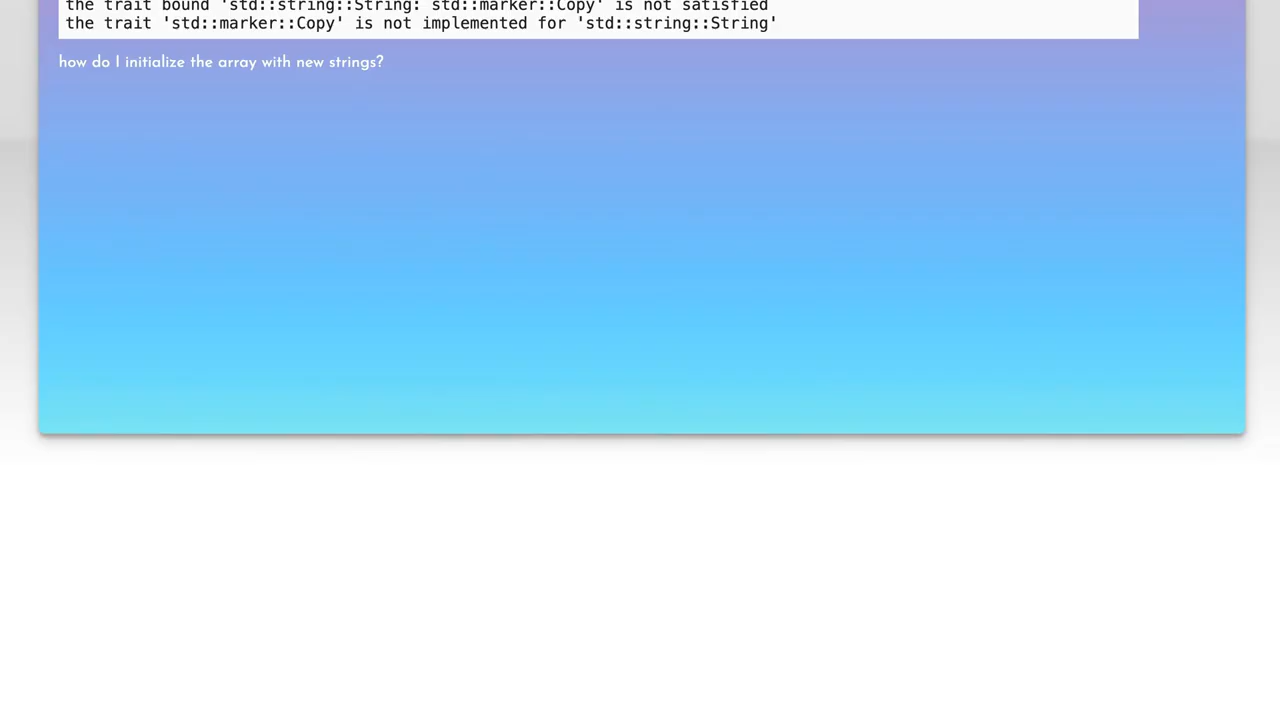 the trait bound 'std::string::String: std::marker::Copy' is not satisfied
the trait 'std::marker::Copy' is not implemented for 'std::string::String'
how do I initialize the array with new strings?